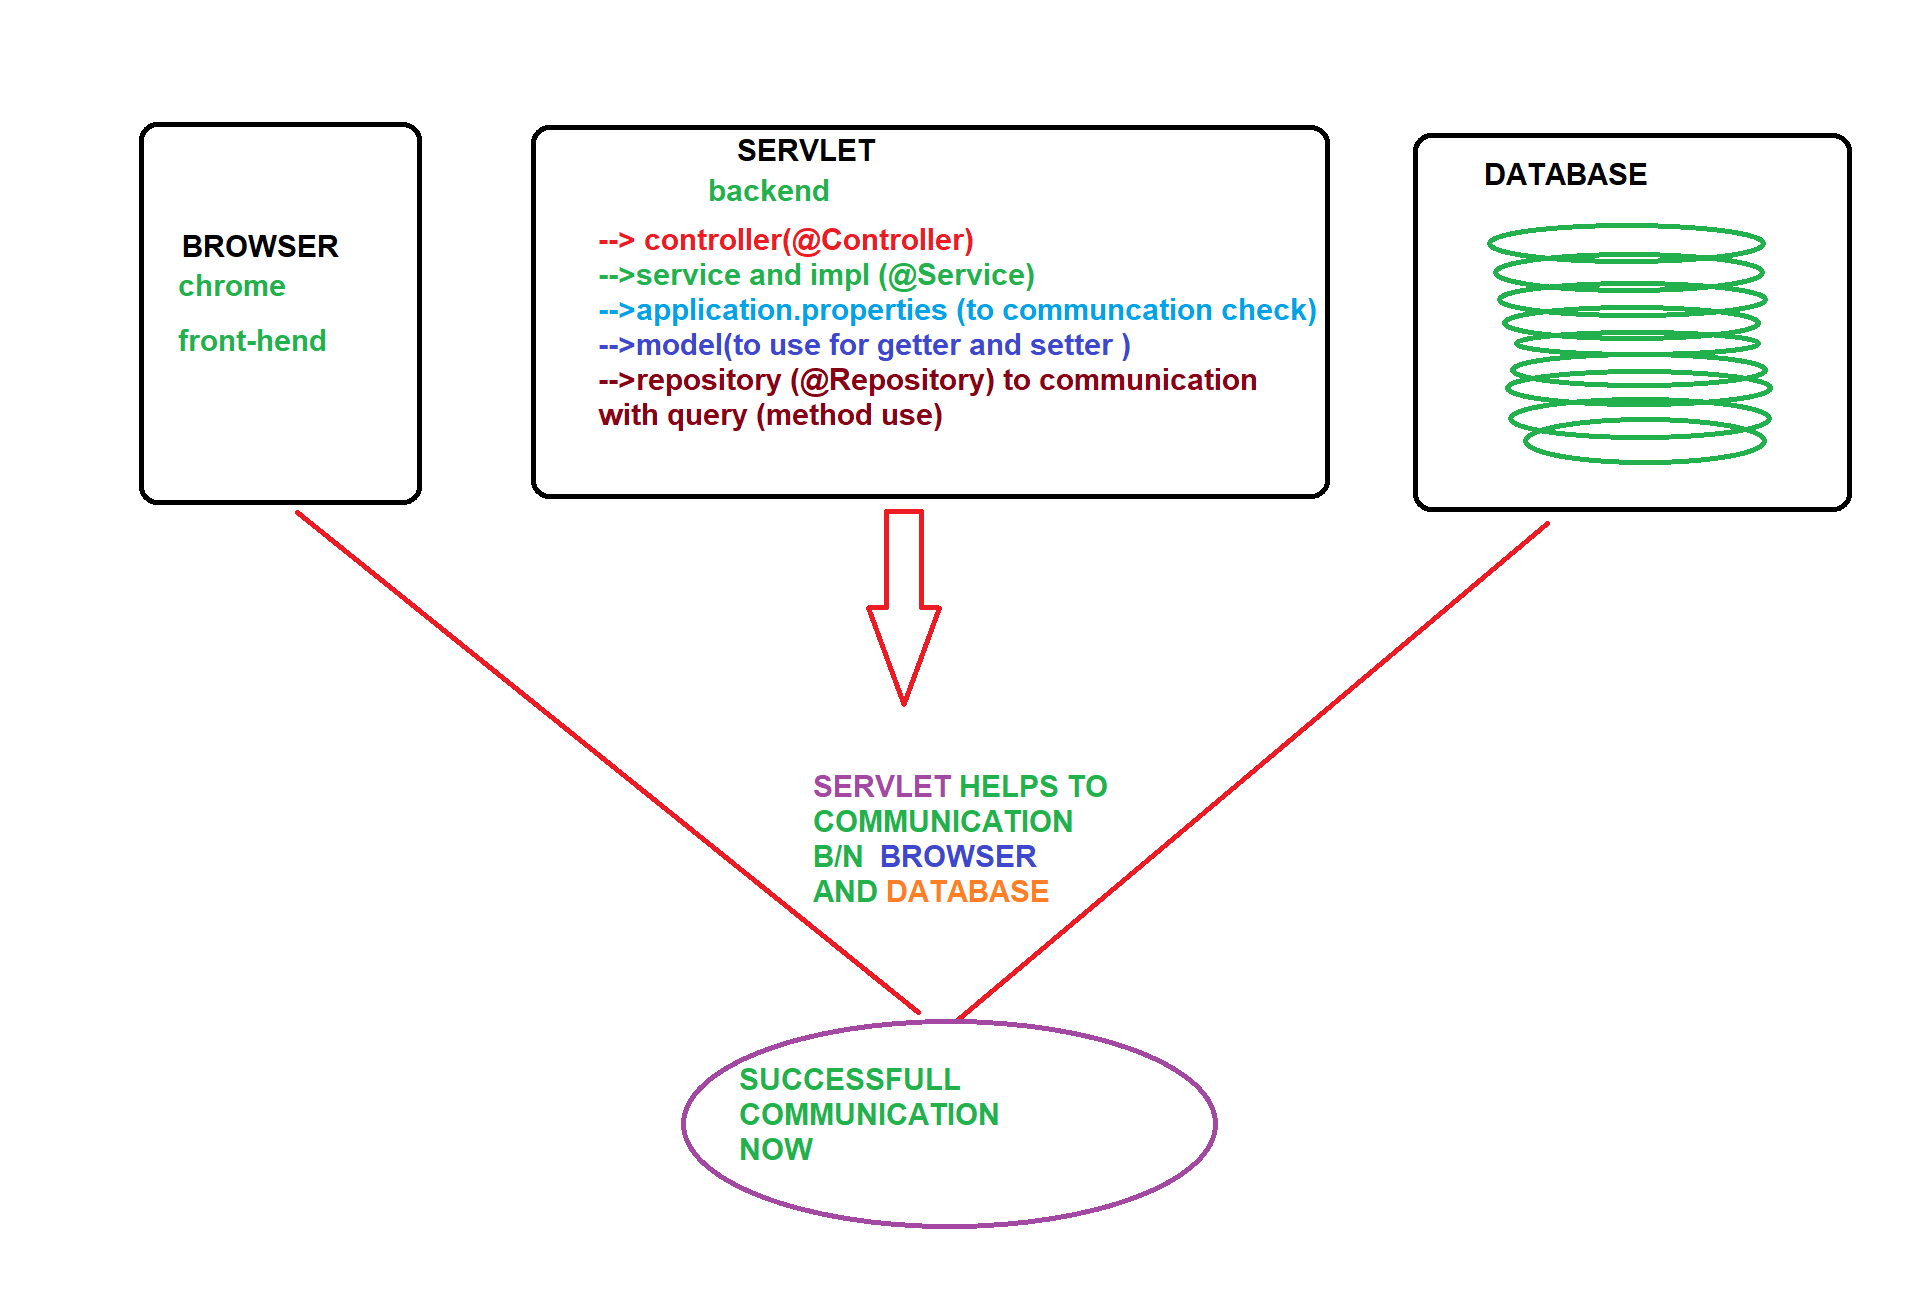 BROWSER
chrome
front-hend
SERVLET
backend
--> controller(@Controller)
-->service and impl (@Service)
-->application.properties (to communcation check)
-->model(to use for getter and setter )
-->repository (@Repository) to communication
with query (method use)
DATABASE
SERVLET HELPS TO
COMMUNICATION
B/N  BROWSER
AND DATABASE
SUCCESSFULL
COMMUNICATION
NOW